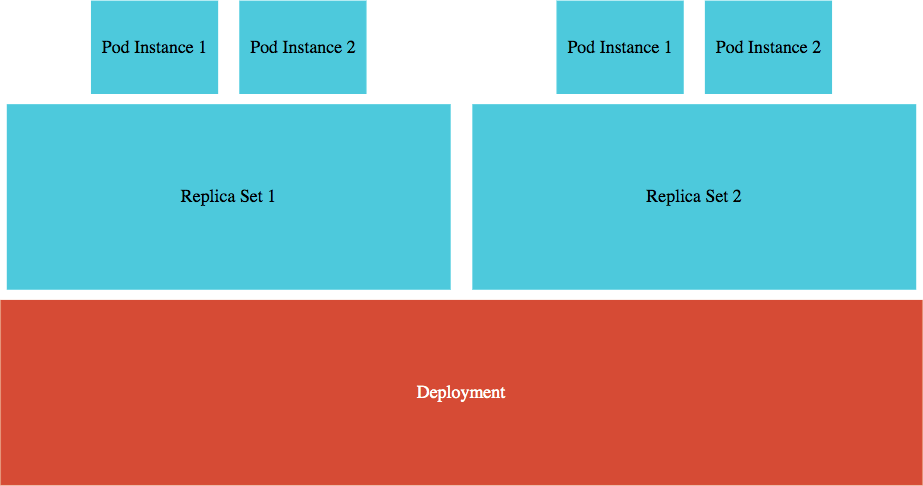 Pod Instance 1
Pod Instance 2
Pod Instance 1
Pod Instance 2
Replica Set 1
Replica Set 2
Deployment